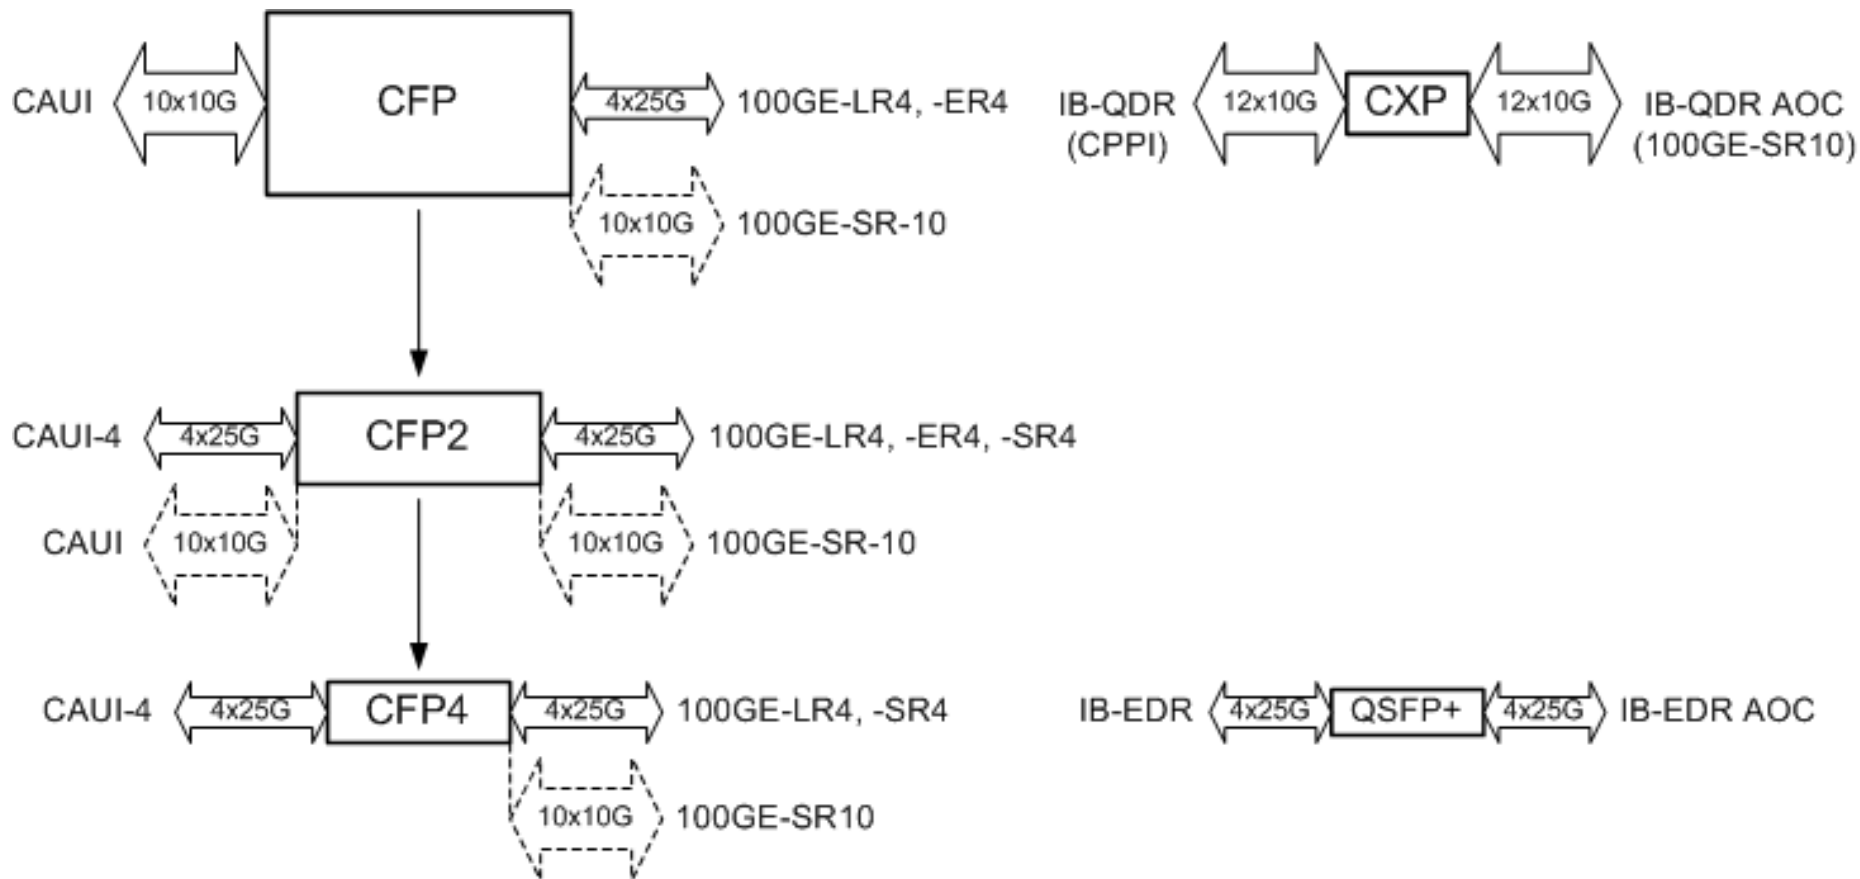 CAUI
10x10G
CFP
4x25G
100GE-LR4, -ER4
10x10G
100GE-SR-10
IB-QDR
(CPPI)
12x10G
CXP
12x10G
IB-QDR AOC
(100GE-SR10)
CAUI-4
4x25G
CFP2
4x25G
100GE-LR4, -ER4, -SR4
CAUI
10x10G
10x10G
100GE-SR-10
CAUI-4
4x25G
CFP4
4x25G
100GE-LR4, -SR4
10x10G
100GE-SR10
IB-EDR
4x25G
QSFP+
4x25G
IB-EDR AOC